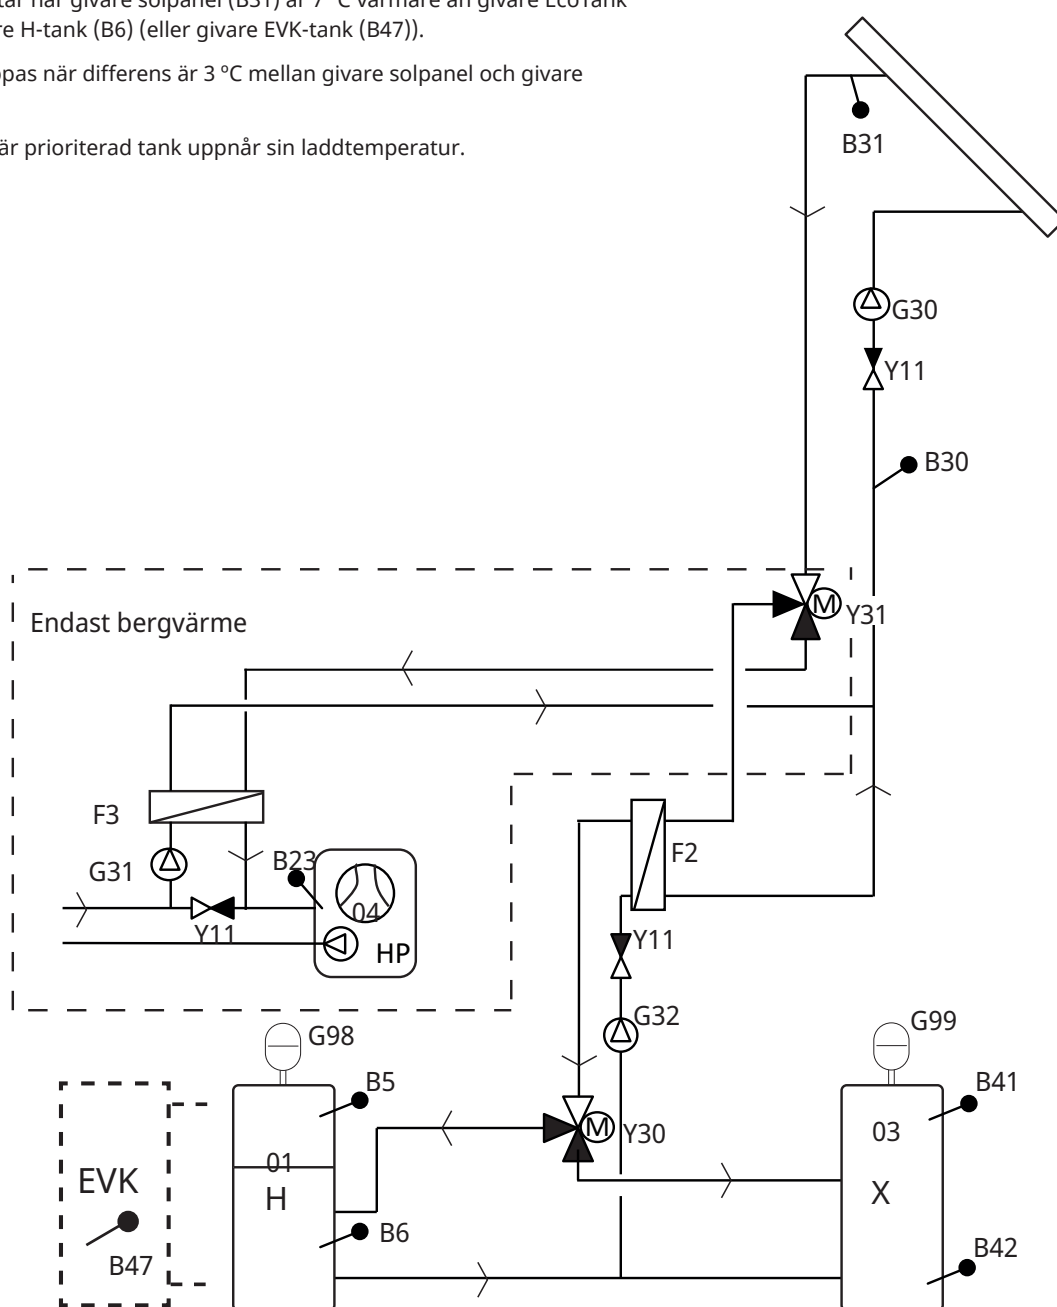 tar när givare solpanel (B31) är 7 °C varmare än givare EcoTank
re H-tank (B6) (eller givare EVK-tank (B47)).
ppas när differens är 3 °C mellan givare solpanel och givare
är prioriterad tank uppnår sin laddtemperatur.
B31
G30
Y11
B30
Endast bergvärme
M
Y31
F3
F2
G31
B23
04
Y11
HP
Y11
G32
G98
G99
B5
B41
M
Y30
03
01
EVK
H
X
B6
B47
B42